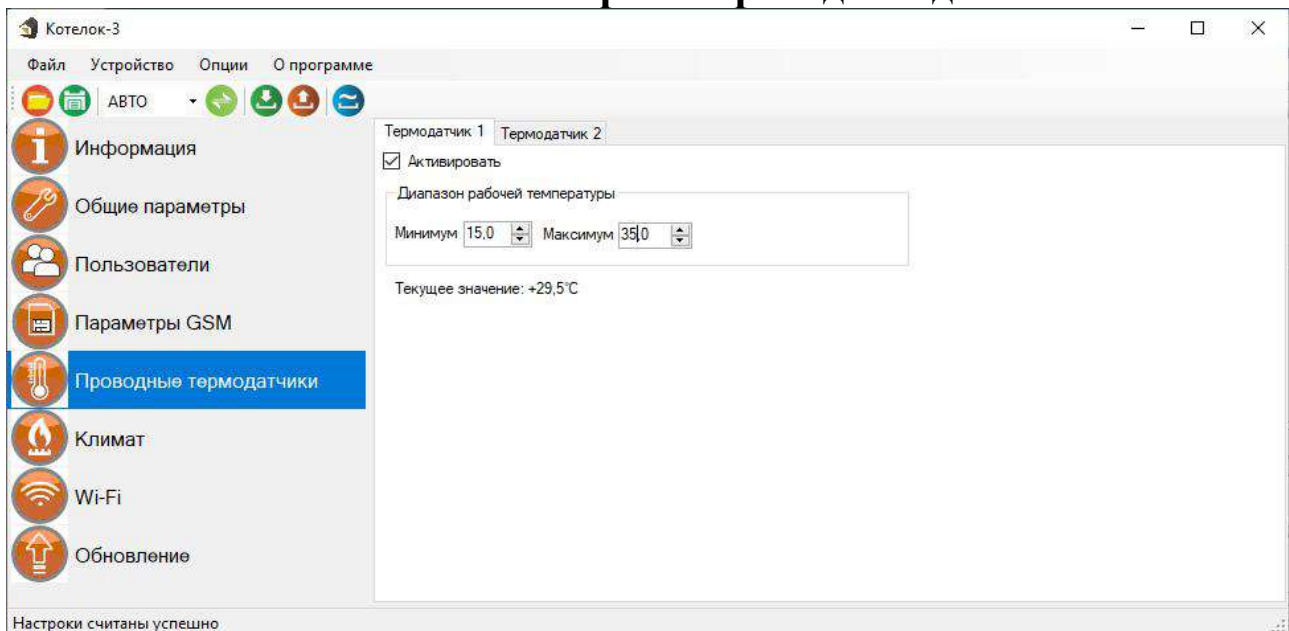 Котелок-3
Файл Устройство Опции О программе
АВТО
Информация
Общие параметры
Пользователи
Параметры GSM
Проводные термодатчики
Климат
Wi-Fi
Обновление
Термодатчик 1 Термодатчик 2
Активировать
Диапазон рабочей температуры
Минимум 15,0 Максимум 35,0
Текущее значение: +29,5°C
Настроки считаны успешно